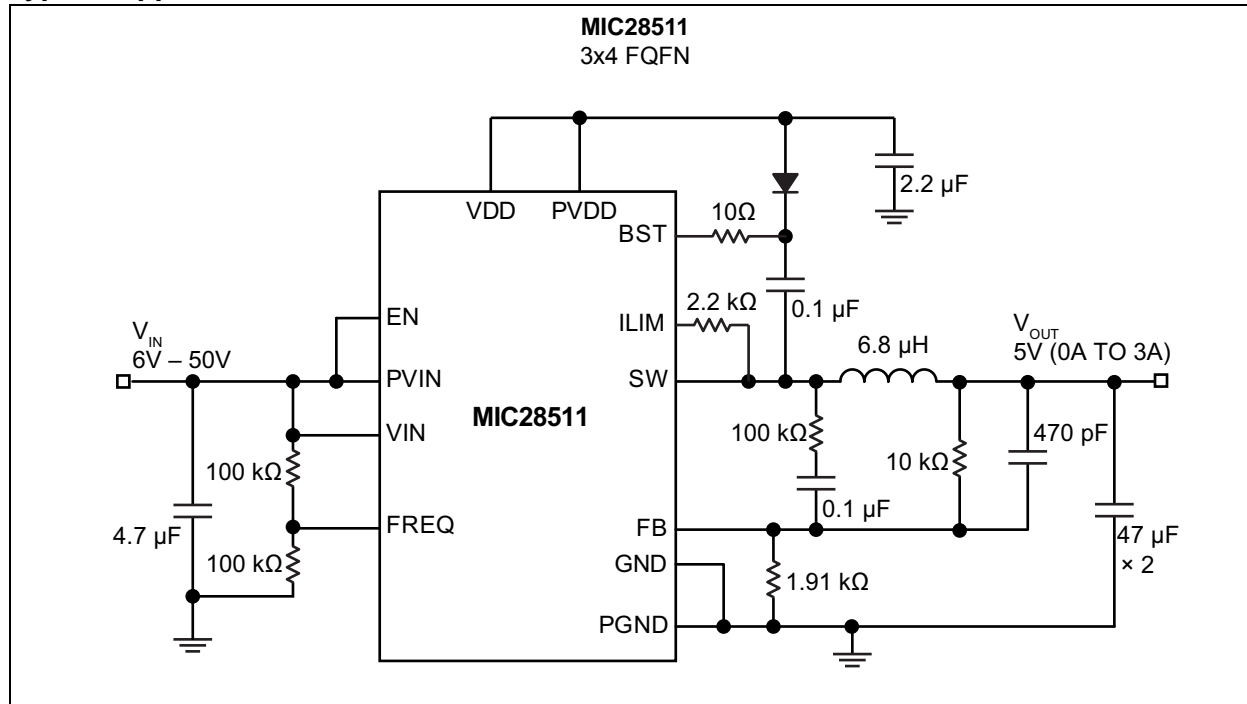 MIC28511
3x4 FQFN
VDD
PVDD
2.2 µF
10Ω
BST
0.1 µF
2.2 kΩ
ILIM
EN
V_IN
6V – 50V
V_OUT
5V (0A TO 3A)
6.8 µH
PVIN
SW
MIC28511
VIN
100 kΩ
100 kΩ
10 kΩ
470 pF
0.1 µF
FREQ
FB
4.7 µF
100 kΩ
47 µF
× 2
GND
1.91 kΩ
PGND